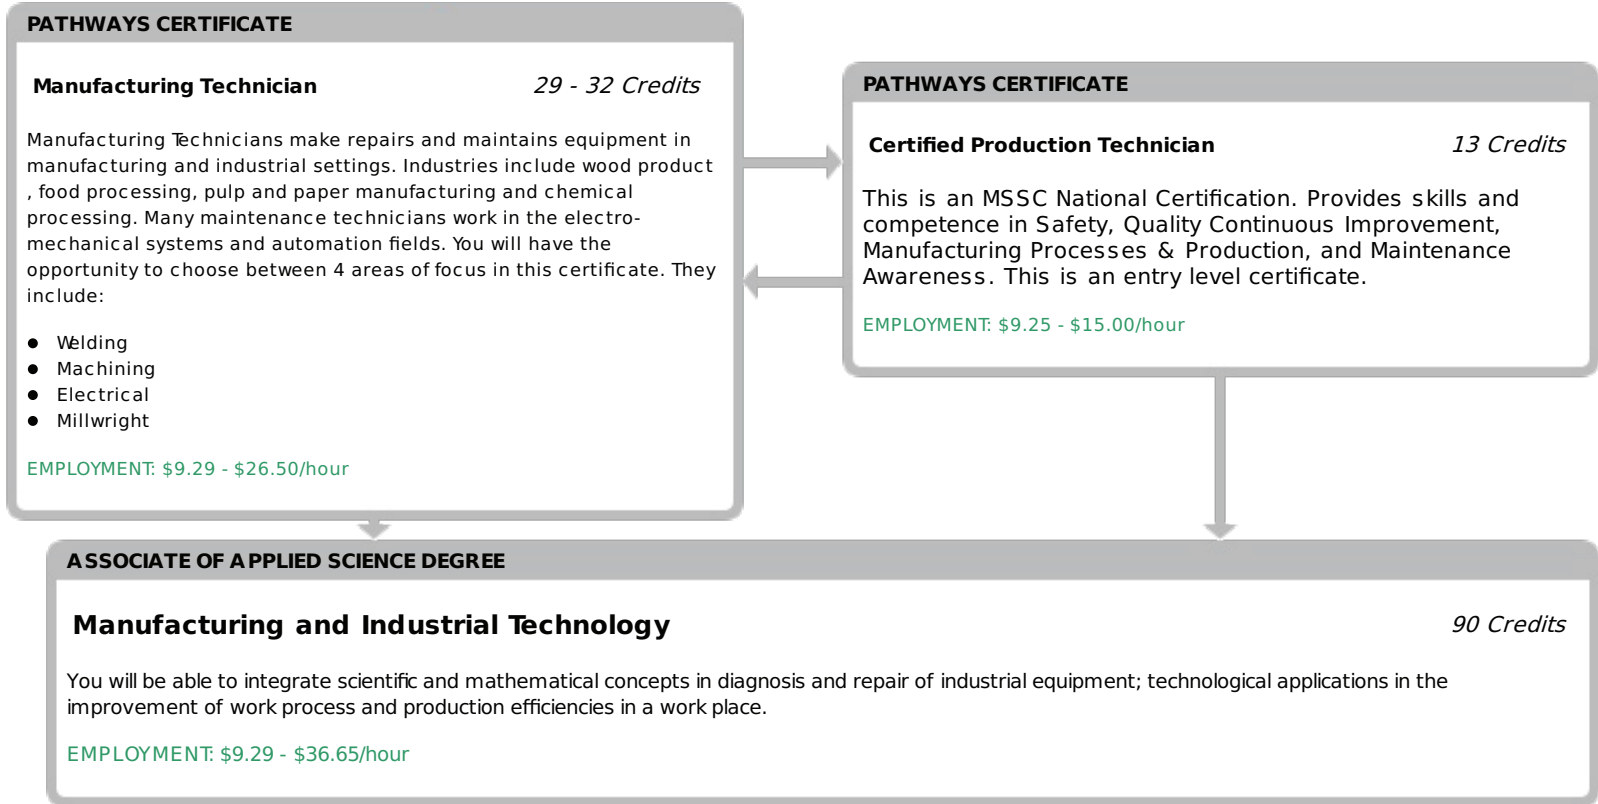 PATHWAYS CERTIFICATE
Manufacturing Technician 29 - 32 Credits
Manufacturing Technicians make repairs and maintains equipment in
manufacturing and industrial settings. Industries include wood product
, food processing, pulp and paper manufacturing and chemical
processing. Many maintenance technicians work in the electro-
mechanical systems and automation fields. You will have the
opportunity to choose between 4 areas of focus in this certificate. They
include:
● Welding
● Machining
● Electrical
● Millwright
EMPLOYMENT: $9.29 - $26.50/hour
PATHWAYS CERTIFICATE
Certified Production Technician 13 Credits
This is an MSSC National Certification. Provides skills and
competence in Safety, Quality Continuous Improvement,
Manufacturing Processes & Production, and Maintenance
Awareness. This is an entry level certificate.
EMPLOYMENT: $9.25 - $15.00/hour
ASSOCIATE OF APPLIED SCIENCE DEGREE
Manufacturing and Industrial Technology 90 Credits
You will be able to integrate scientific and mathematical concepts in diagnosis and repair of industrial equipment; technological applications in the
improvement of work process and production efficiencies in a work place.
EMPLOYMENT: $9.29 - $36.65/hour